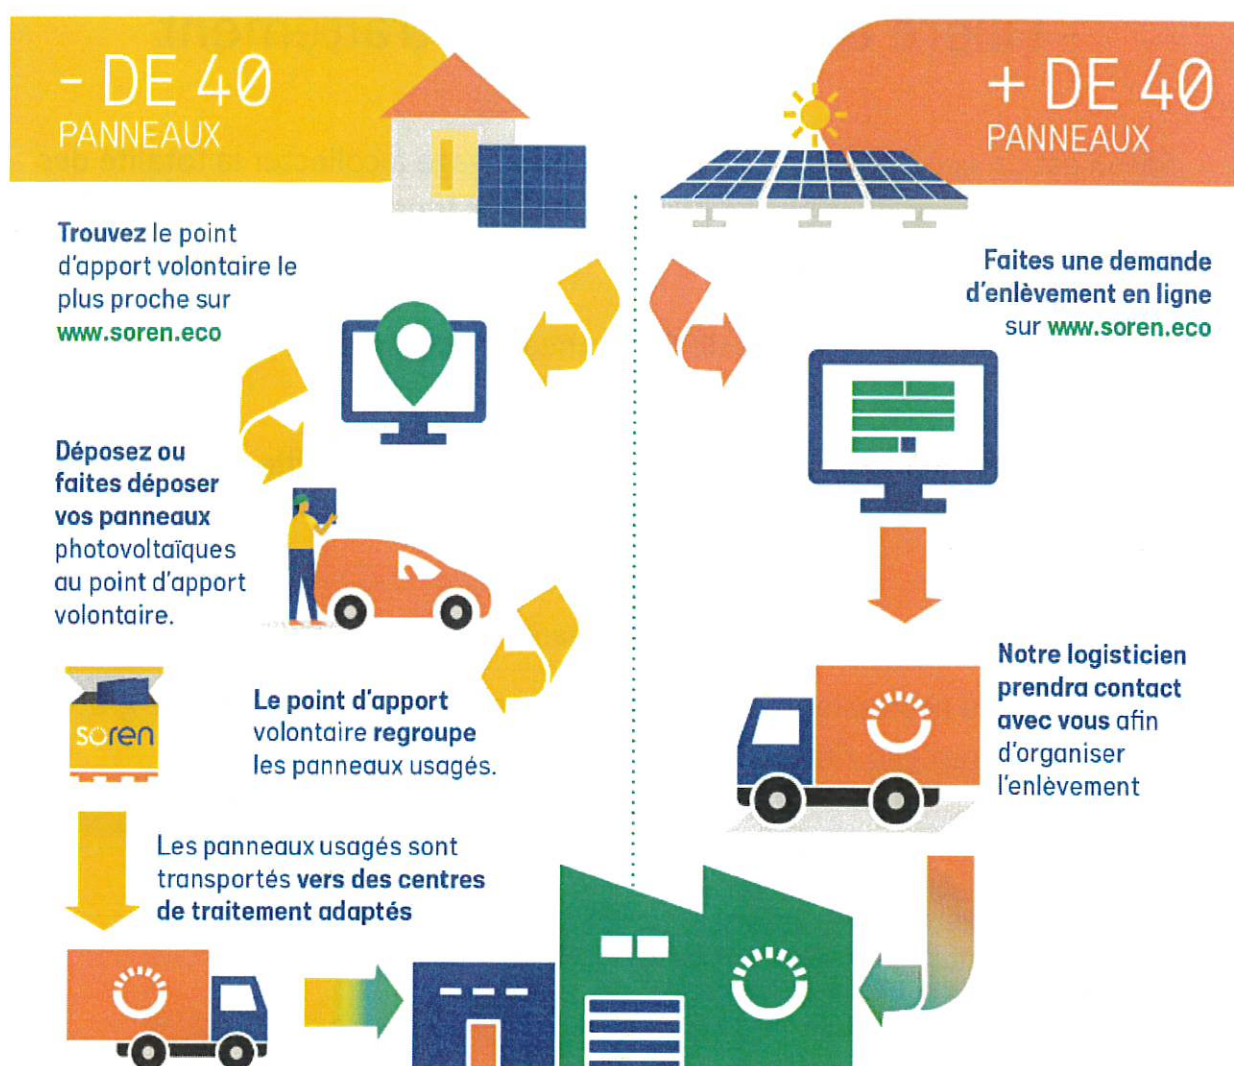 - DE 40
PANNEAUX
Trouvez le point
d'apport volontaire le
plus proche sur
www.soren.eco
Déposez ou
faites déposer
vos panneaux
photovoltaïques
au point d'apport
volontaire.
soren
Le point d'apport
volontaire regroupe
les panneaux usagés.
Les panneaux usagés sont
transportés vers des centres
de traitement adaptés
+ DE 40
PANNEAUX
Faites une demande
d'enlèvement en ligne
sur www.soren.eco
Notre logisticien
prendra contact
avec vous afin
d'organiser
l'enlèvement